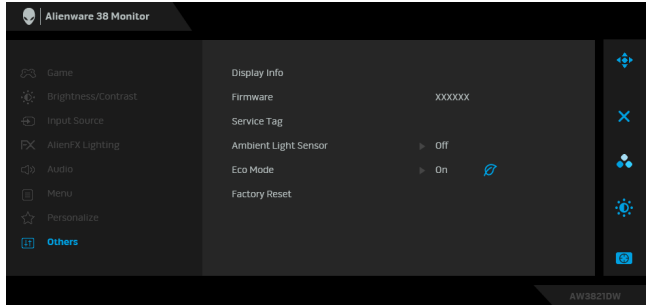 Alienware 38 Monitor
Game
Brightness/Contrast
Input Source
AlienFX Lighting
Audio
Menu
Personalize
Others
Display Info
Firmware XXXXXX
Service Tag
Ambient Light Sensor Off
Eco Mode On
Factory Reset
AW3821DW